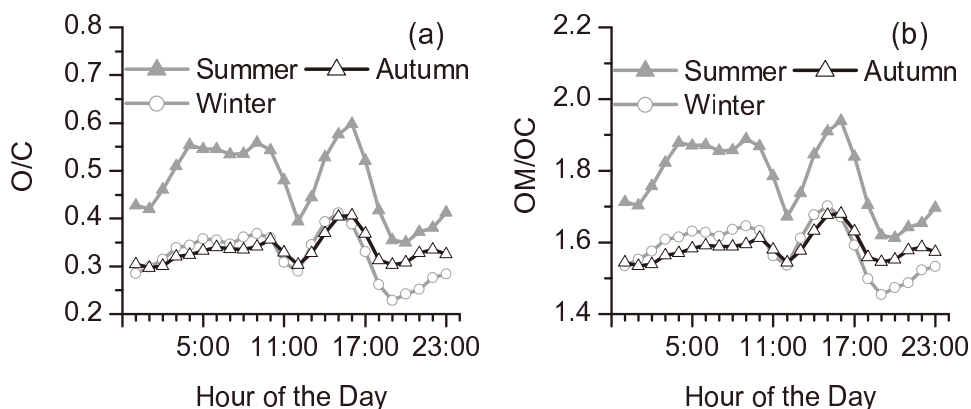 (a)
O/C
0.8
0.7
0.6
0.5
0.4
0.3
0.2
Summer
Autumn
Winter
5:00 11:00 17:00 23:00
Hour of the Day
(b)
OM/OC
2.2
2.0
1.8
1.6
1.4
Summer
Autumn
Winter
5:00 11:00 17:00 23:00
Hour of the Day